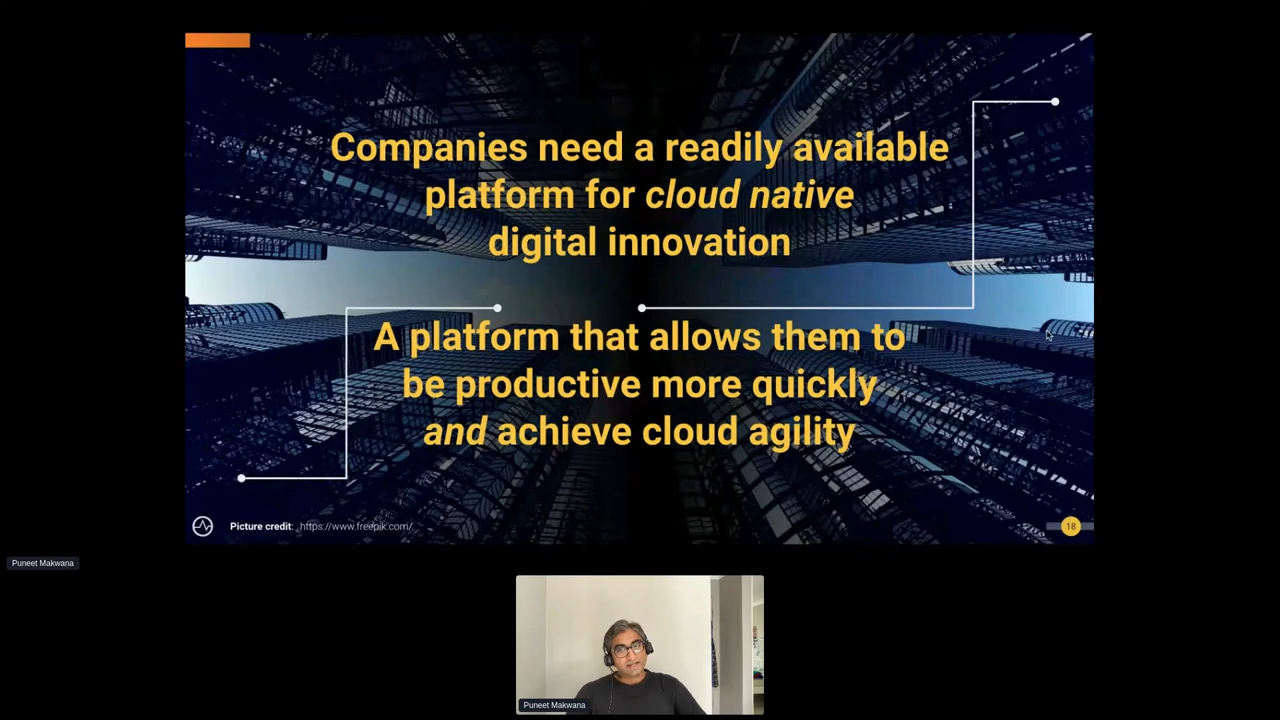 Companies need a readily available
platform for cloud native
digital innovation
A platform that allows them to
be productive more quickly
and achieve cloud agility
Picture credit: https://www.freepik.com/
18
Puneet Makwana
Puneet Makwana